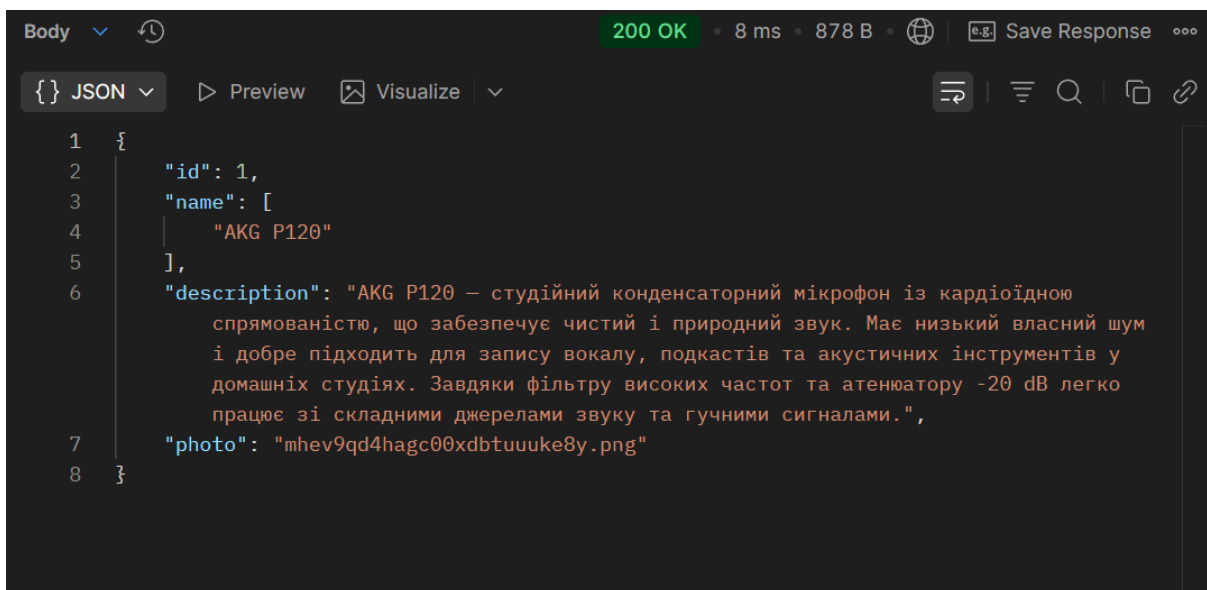 Body
200 OK • 8 ms • 878 B • e.g. Save Response
{} JSON Preview Visualize
1 {
2 "id": 1,
3 "name": [
4 "AKG P120"
5 ],
6 "description": "AKG P120 — студійний конденсаторний мікрофон із кардіоїдною
спрямованістю, що забезпечує чистий і природний звук. Має низький власний шум
і добре підходить для запису вокалу, подкастів та акустичних інструментів у
домашніх студіях. Завдяки фільтру високих частот та атенюатору -20 dB легко
працює зі складними джерелами звуку та гучними сигналами.",
7 "photo": "mhev9qd4hagc00xdbtuuuke8y.png"
8 }